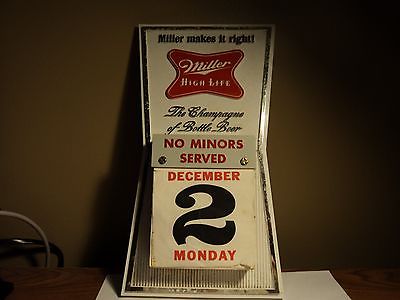 Miller makes it right!
Miller
HIGH LIFE
The Champagne
of Bottle Beer
NO MINORS
SERVED
DECEMBER
2
MONDAY